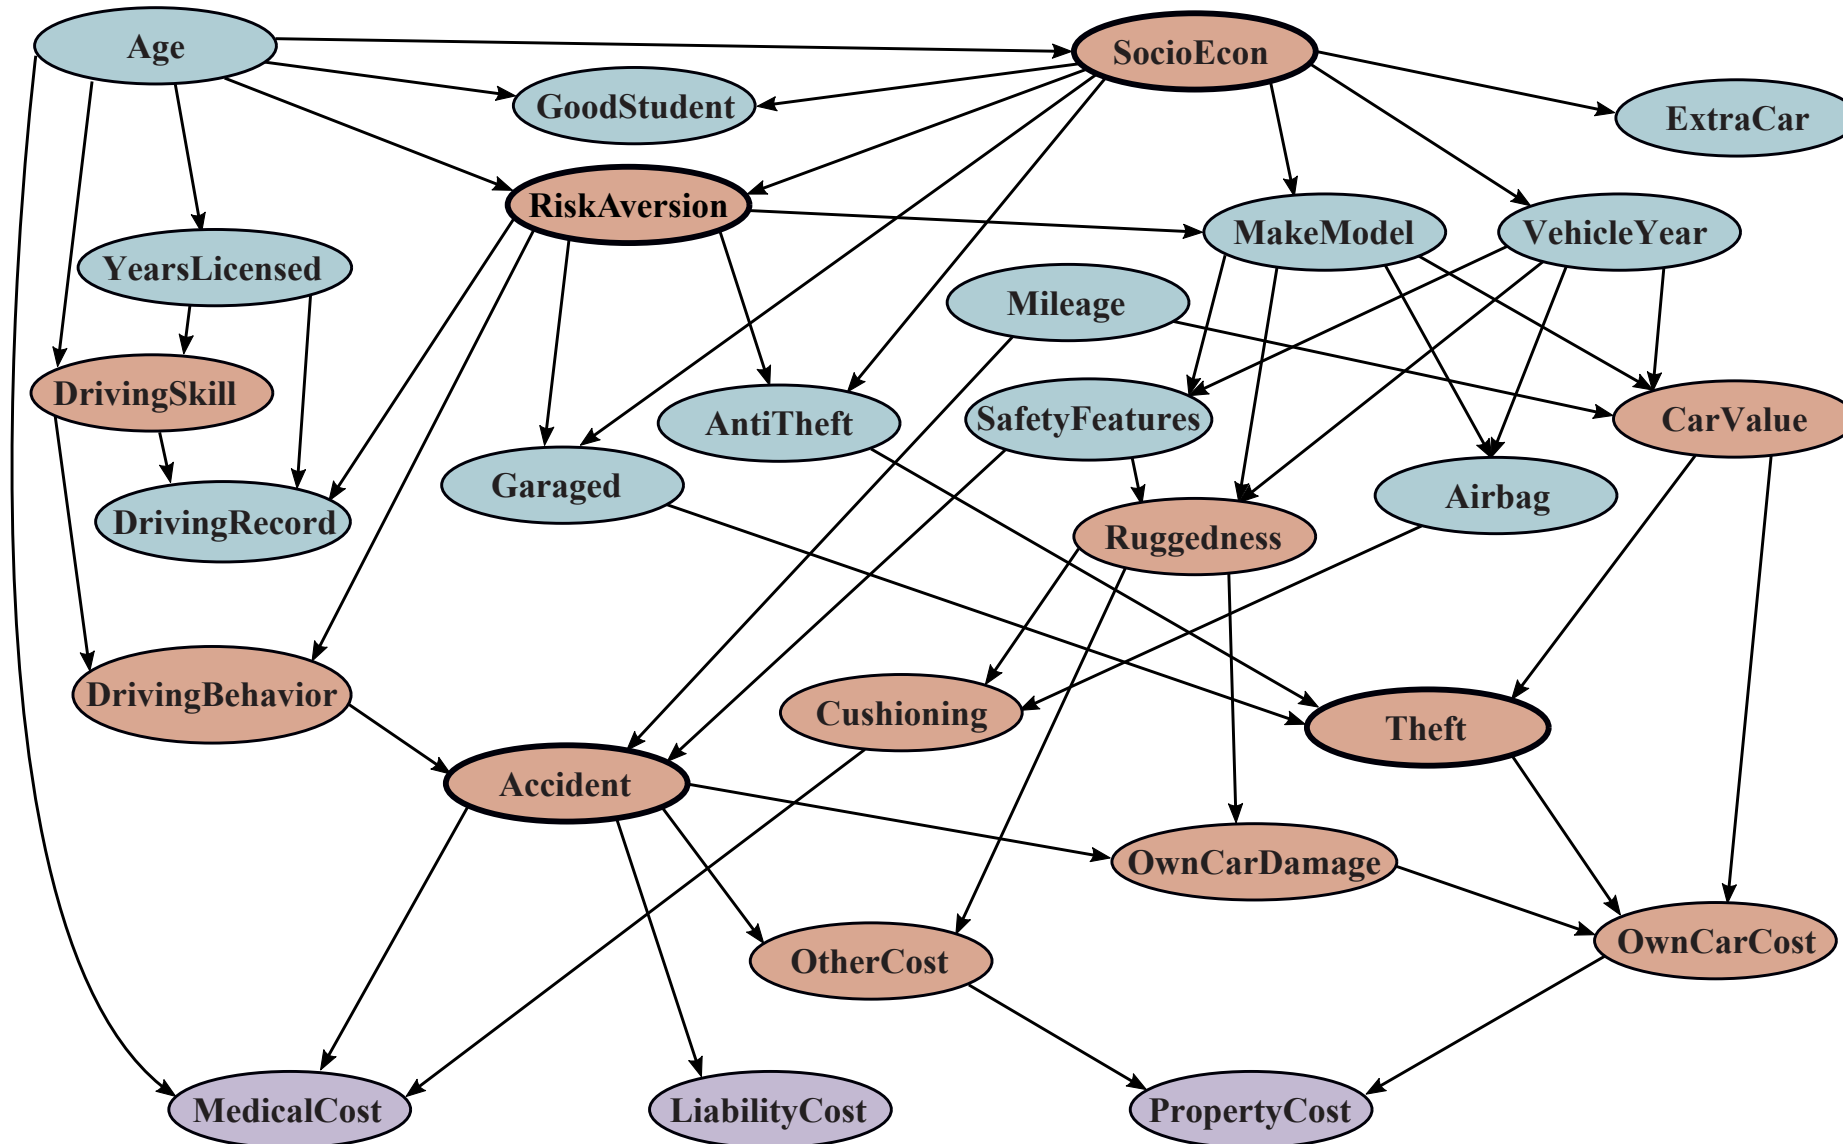 Age
SocioEcon
GoodStudent
ExtraCar
RiskAversion
MakeModel
VehicleYear
YearsLicensed
Mileage
DrivingSkill
AntiTheft
SafetyFeatures
CarValue
Garaged
Airbag
DrivingRecord
Ruggedness
DrivingBehavior
Cushioning
Theft
Accident
OwnCarDamage
OtherCost
OwnCarCost
MedicalCost
LiabilityCost
PropertyCost